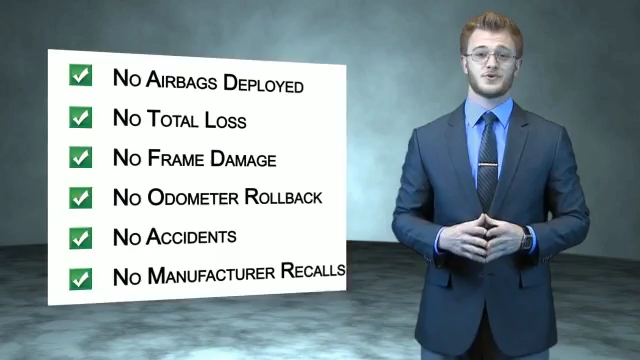 No Airbags Deployed
No Total Loss
No Frame Damage
No Odometer Rollback
No Accidents
No Manufacturer Recalls